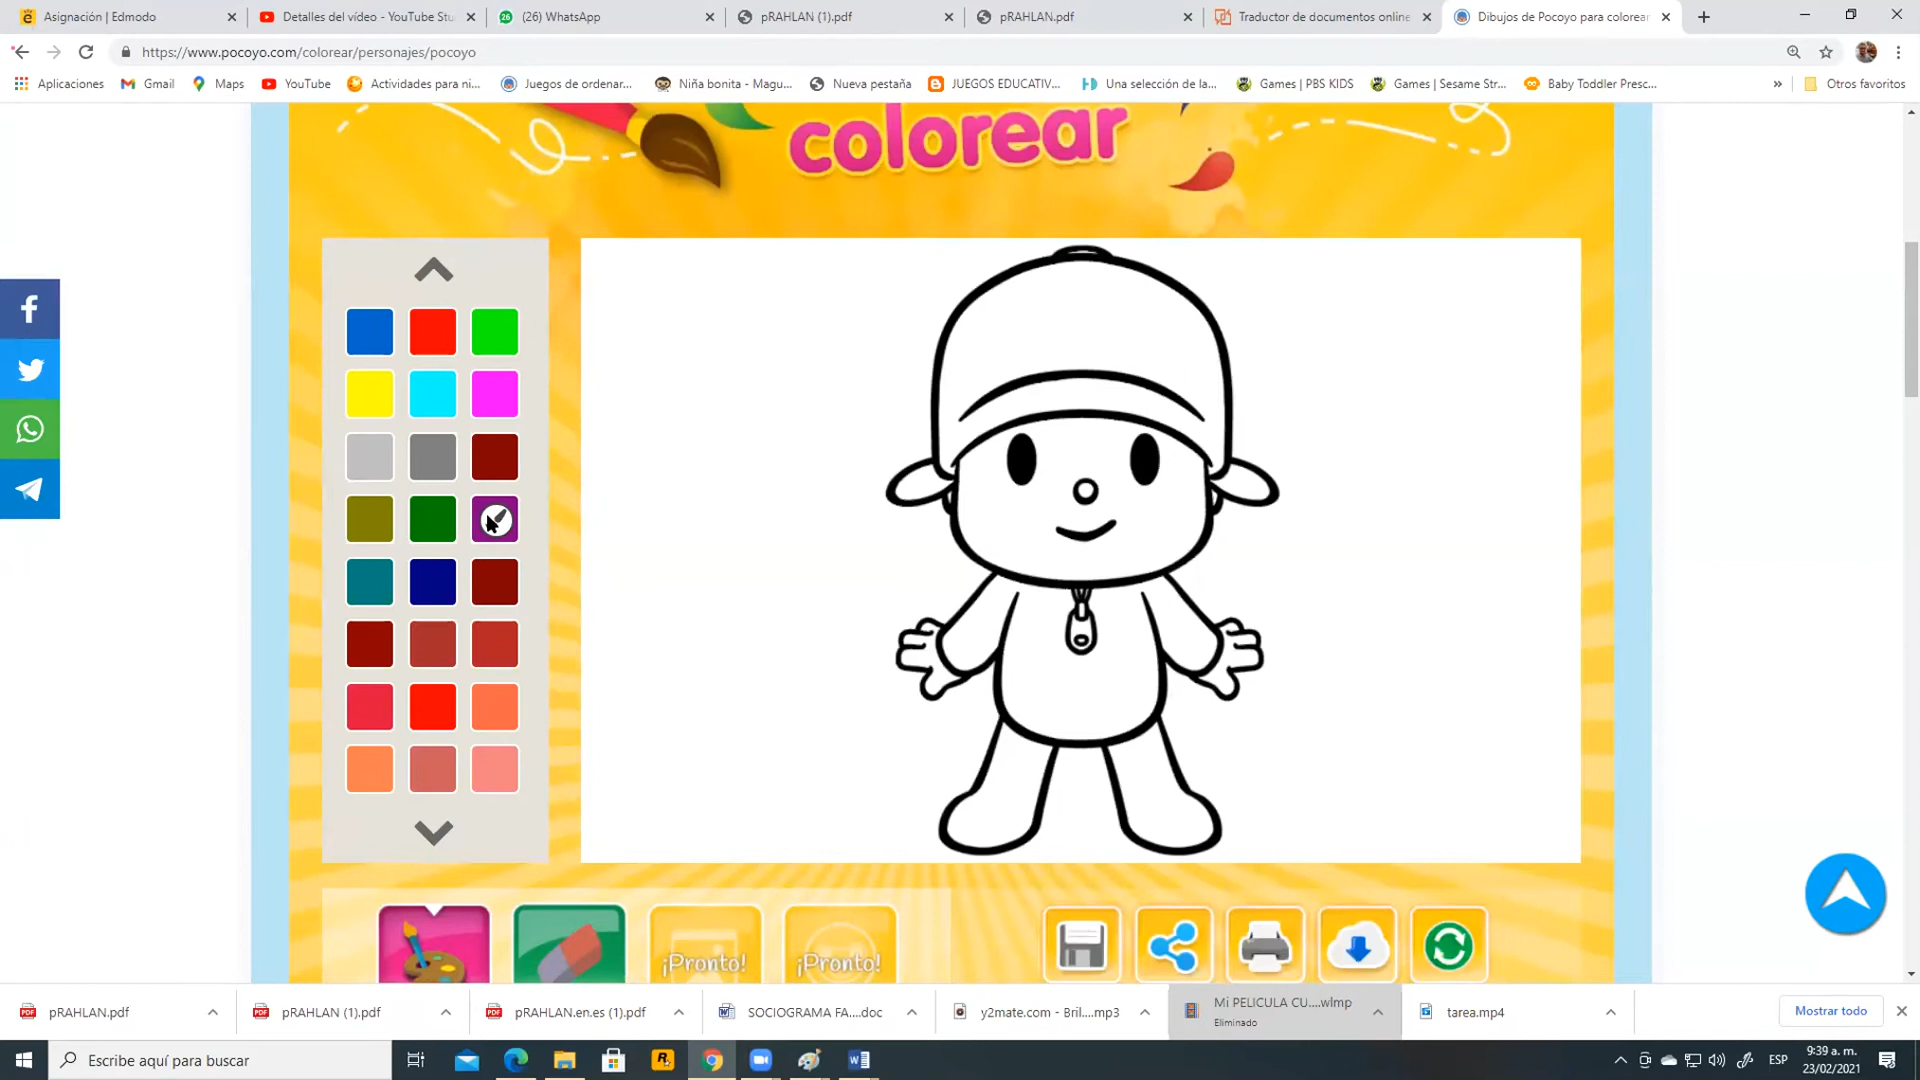 Asignación | Edmodo
Detalles del vídeo - YouTube Stu
(26) WhatsApp
pRAHLAN (1).pdf
pRAHLAN.pdf
Traductor de documentos online
Dibujos de Pocoyo para colorear
https://www.pocoyo.com/colorear/personajes/pocoyo
Aplicaciones
Gmail
Maps
YouTube
Actividades para ni...
Juegos de ordenar...
Niña bonita - Magu...
Nueva pestaña
JUEGOS EDUCATIV...
Una selección de la...
Games | PBS KIDS
Games | Sesame Str...
Baby Toddler Presc...
»
Otros favoritos
colorear
¡Pronto!
¡Pronto!
pRAHLAN.pdf
pRAHLAN (1).pdf
pRAHLAN.en.es (1).pdf
SOCIOGRAMA FA....doc
y2mate.com - Bril....mp3
Mi PELICULA CU....wlmp
Eliminado
tarea.mp4
Mostrar todo
Escribe aquí para buscar
ESP
9:39 a. m.
23/02/2021